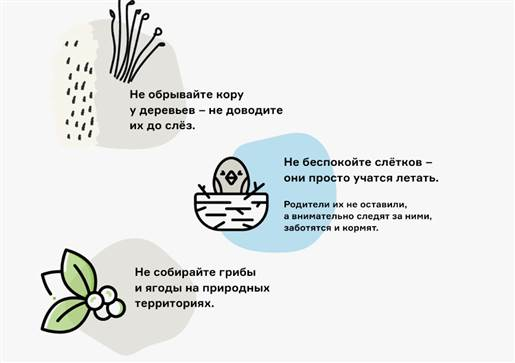 Не обрывайте кору
у деревьев – не доводите
их до слёз.
Не беспокойте слётков –
они просто учатся летать.
Родители их не оставили,
а внимательно следят за ними,
заботятся и кормят.
Не собирайте грибы
и ягоды на природных
территориях.